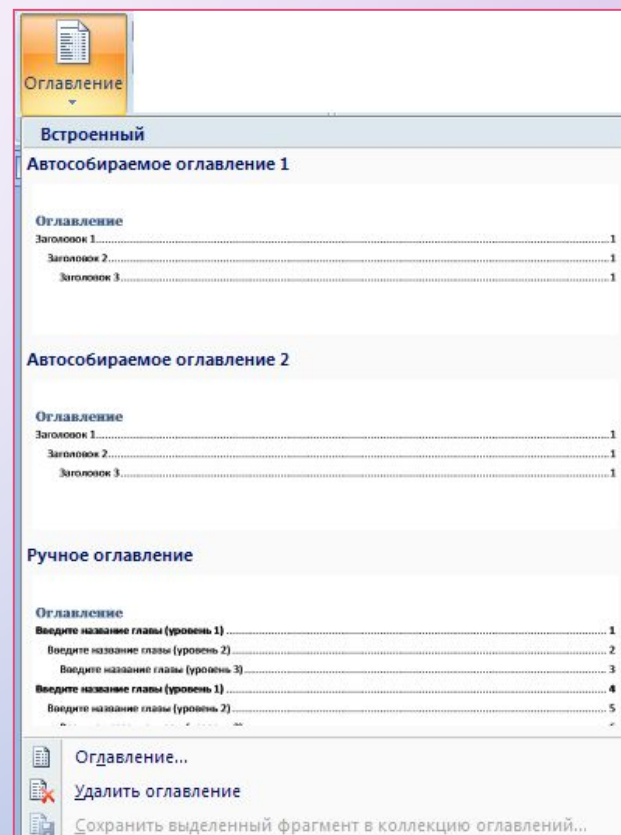 Оглавление
Встроенный
Автособираемое оглавление 1
Оглавление
Заголовок 1 1
Заголовок 2 1
Заголовок 3 1
Автособираемое оглавление 2
Оглавление
Заголовок 1 1
Заголовок 2 1
Заголовок 3 1
Ручное оглавление
Оглавление
Введите название главы (уровень 1) 1
Введите название главы (уровень 2) 2
Введите название главы (уровень 3) 3
Введите название главы (уровень 1) 4
Введите название главы (уровень 2) 5
Оглавление...
Удалить оглавление
Сохранить выделенный фрагмент в коллекцию оглавлений...